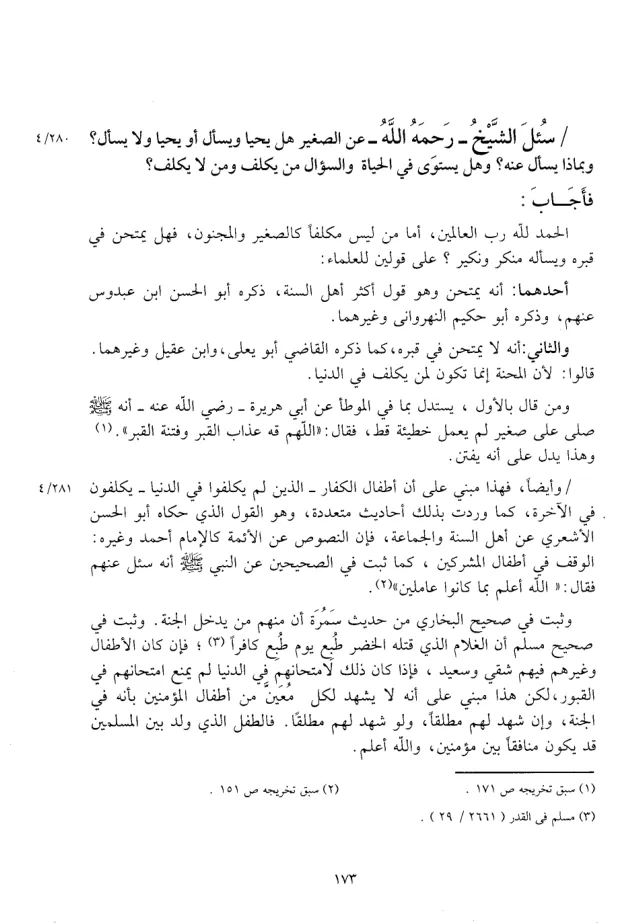 / سُئلَ الشَّيْخُ ـ رَحمَهُ اللَّهُ ـ عن الصغير هل يحيا ويسأل أو يحيا ولا يسأل؟ ٤/٢٨٠
وبماذا يسأل عنه؟ وهل يستوَى في الحياة والسؤال من يكلف ومن لا يكلف؟
فأَجَـابَ :
الحمد للّه رب العالمين، أما من ليس مكلفاً كالصغير والمجنون، فهل يمتحن في
قبره ويسأله منكر ونكير ؟ على قولين للعلماء:
أحدهما: أنه يمتحن وهو قول أكثر أهل السنة، ذكره أبو الحسن ابن عبدوس
عنهم، وذكره أبو حكيم النهروانى وغيرهما.
والثاني:أنه لا يمتحن في قبره،كما ذكره القاضي أبو يعلى،وابن عقيل وغيرهما.
قالوا: لأن المحنة إنما تكون لمن يكلف في الدنيا.
ومن قال بالأول ، يستدل بما في الموطأ عن أبي هريرة ـ رضي اللّه عنه ـ أنه ﷺ
صلى على صغير لم يعمل خطيئة قط، فقال:«اللّهم قه عذاب القبر وفتنة القبر».(١)
وهذا يدل على أنه يفتن.
/ وأيضاً، فهذا مبني على أن أطفال الكفار ـ الذين لم يكلفوا في الدنيا ـ يكلفون ٤/٢٨١
في الآخرة، كما وردت بذلك أحاديث متعددة، وهو القول الذي حكاه أبو الحسن
الأشعري عن أهل السنة والجماعة، فإن النصوص عن الأئمة كالإمام أحمد وغيره:
الوقف في أطفال المشركين ، كما ثبت في الصحيحين عن النبي ﷺ أنه سئل عنهم
فقال:« اللّه أعلم بما كانوا عاملين»(٢).
وثبت في صحيح البخاري من حديث سَمُرَة أن منهم من يدخل الجنة. وثبت في
صحيح مسلم أن الغلام الذي قتله الخضر طُبِع يوم طُبِع كافراً (٣) ؛ فإن كان الأطفال
وغيرهم فيهم شقي وسعيد ، فإذا كان ذلك لامتحانهم في الدنيا لم يمنع امتحانهم في
القبور،لكن هذا مبني على أنه لا يشهد لكل مُعيَّن من أطفال المؤمنين بأنه في
الجنة، وإن شهد لهم مطلقاً، ولو شهد لهم مطلقًا. فالطفل الذي ولد بين المسلمين
قد يكون منافقاً بين مؤمنين، واللّه أعلم.
(١) سبق تخريجه ص ١٧١ . (٢) سبق تخريجه ص ١٥١ .
(٣) مسلم فى القدر ( ٢٦٦١ / ٢٩ ) .
١٧٣